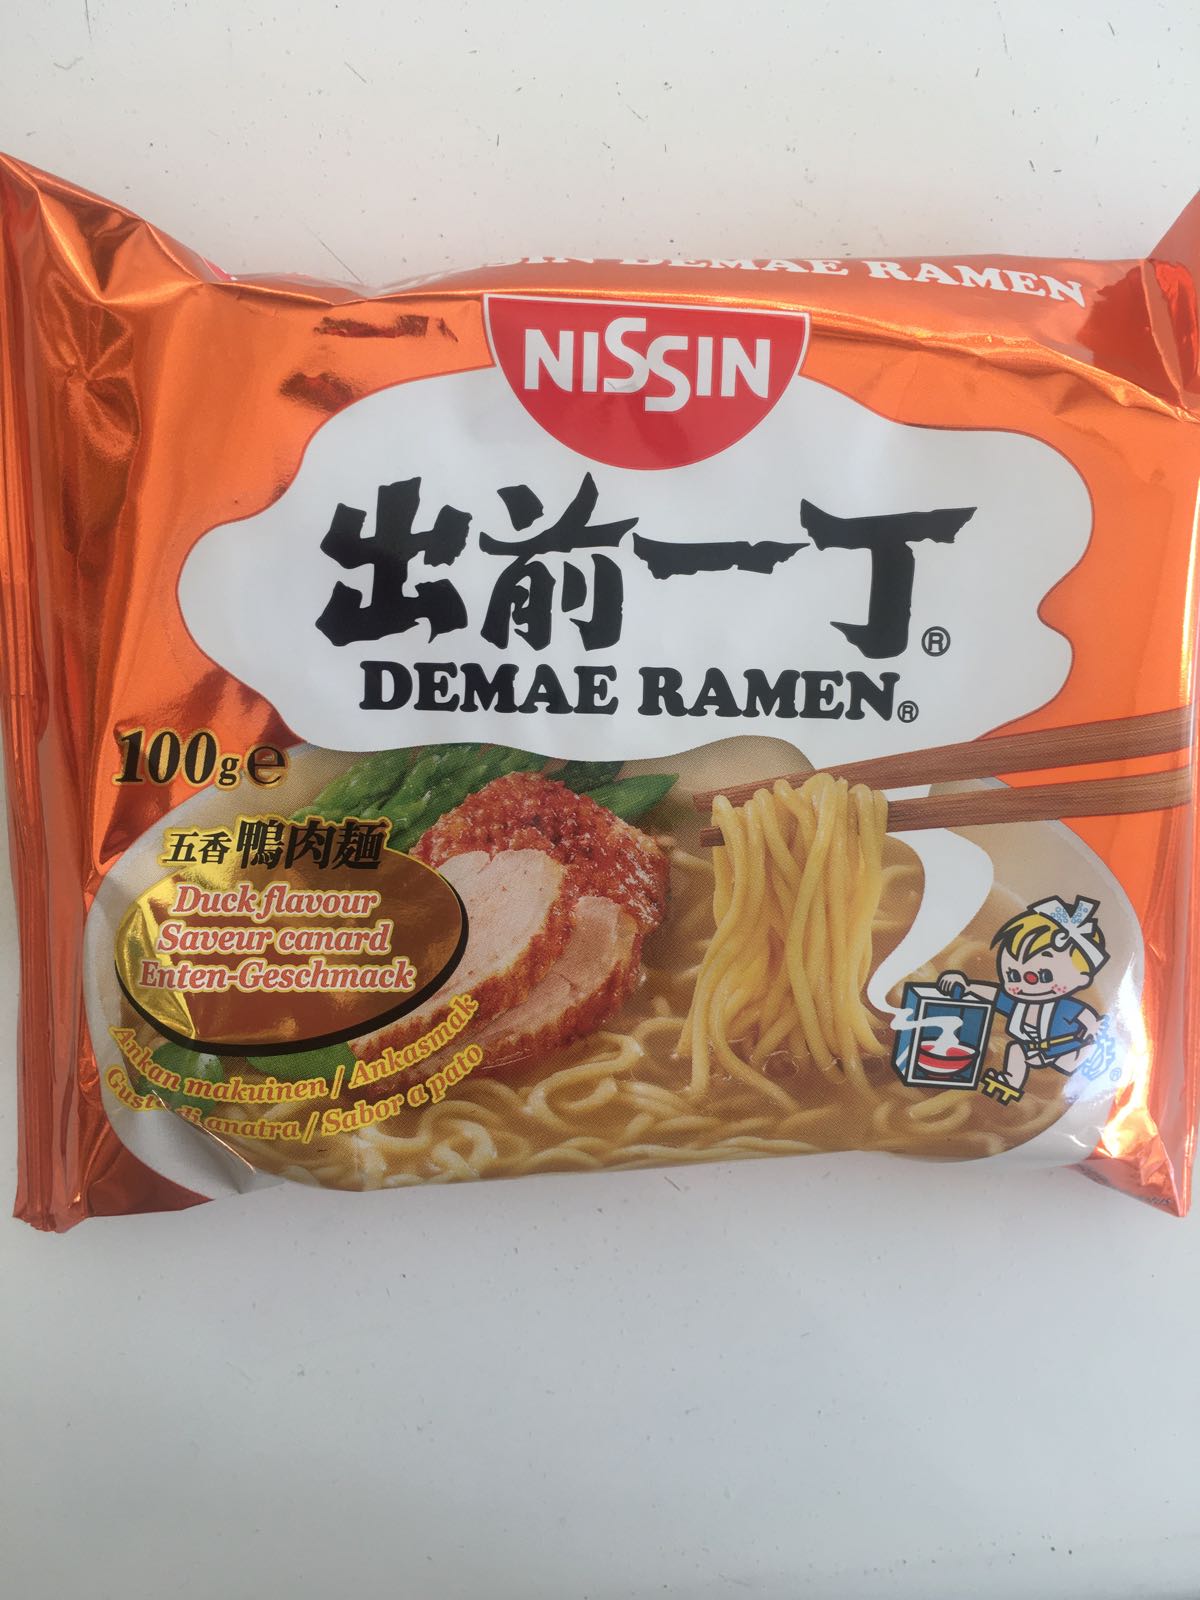 DEMAE RAMEN
NISSIN
出前一丁®
DEMAE RAMEN®
100g℮
五香鴨肉麵
Duck flavour
Saveur canard
Enten-Geschmack
Ankan makuinen / Ankasmak
Gusto di anatra / Sabor a pato
®